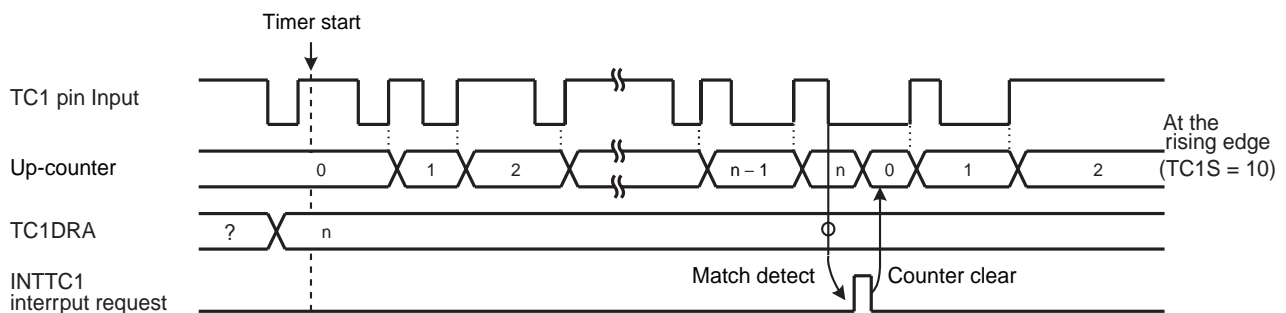 Timer start
TC1 pin Input
At the
rising edge
(TC1S = 10)
Up-counter
0 1 2 n – 1 n 0 1 2
TC1DRA
? n
INTTC1
interrput request
Match detect
Counter clear